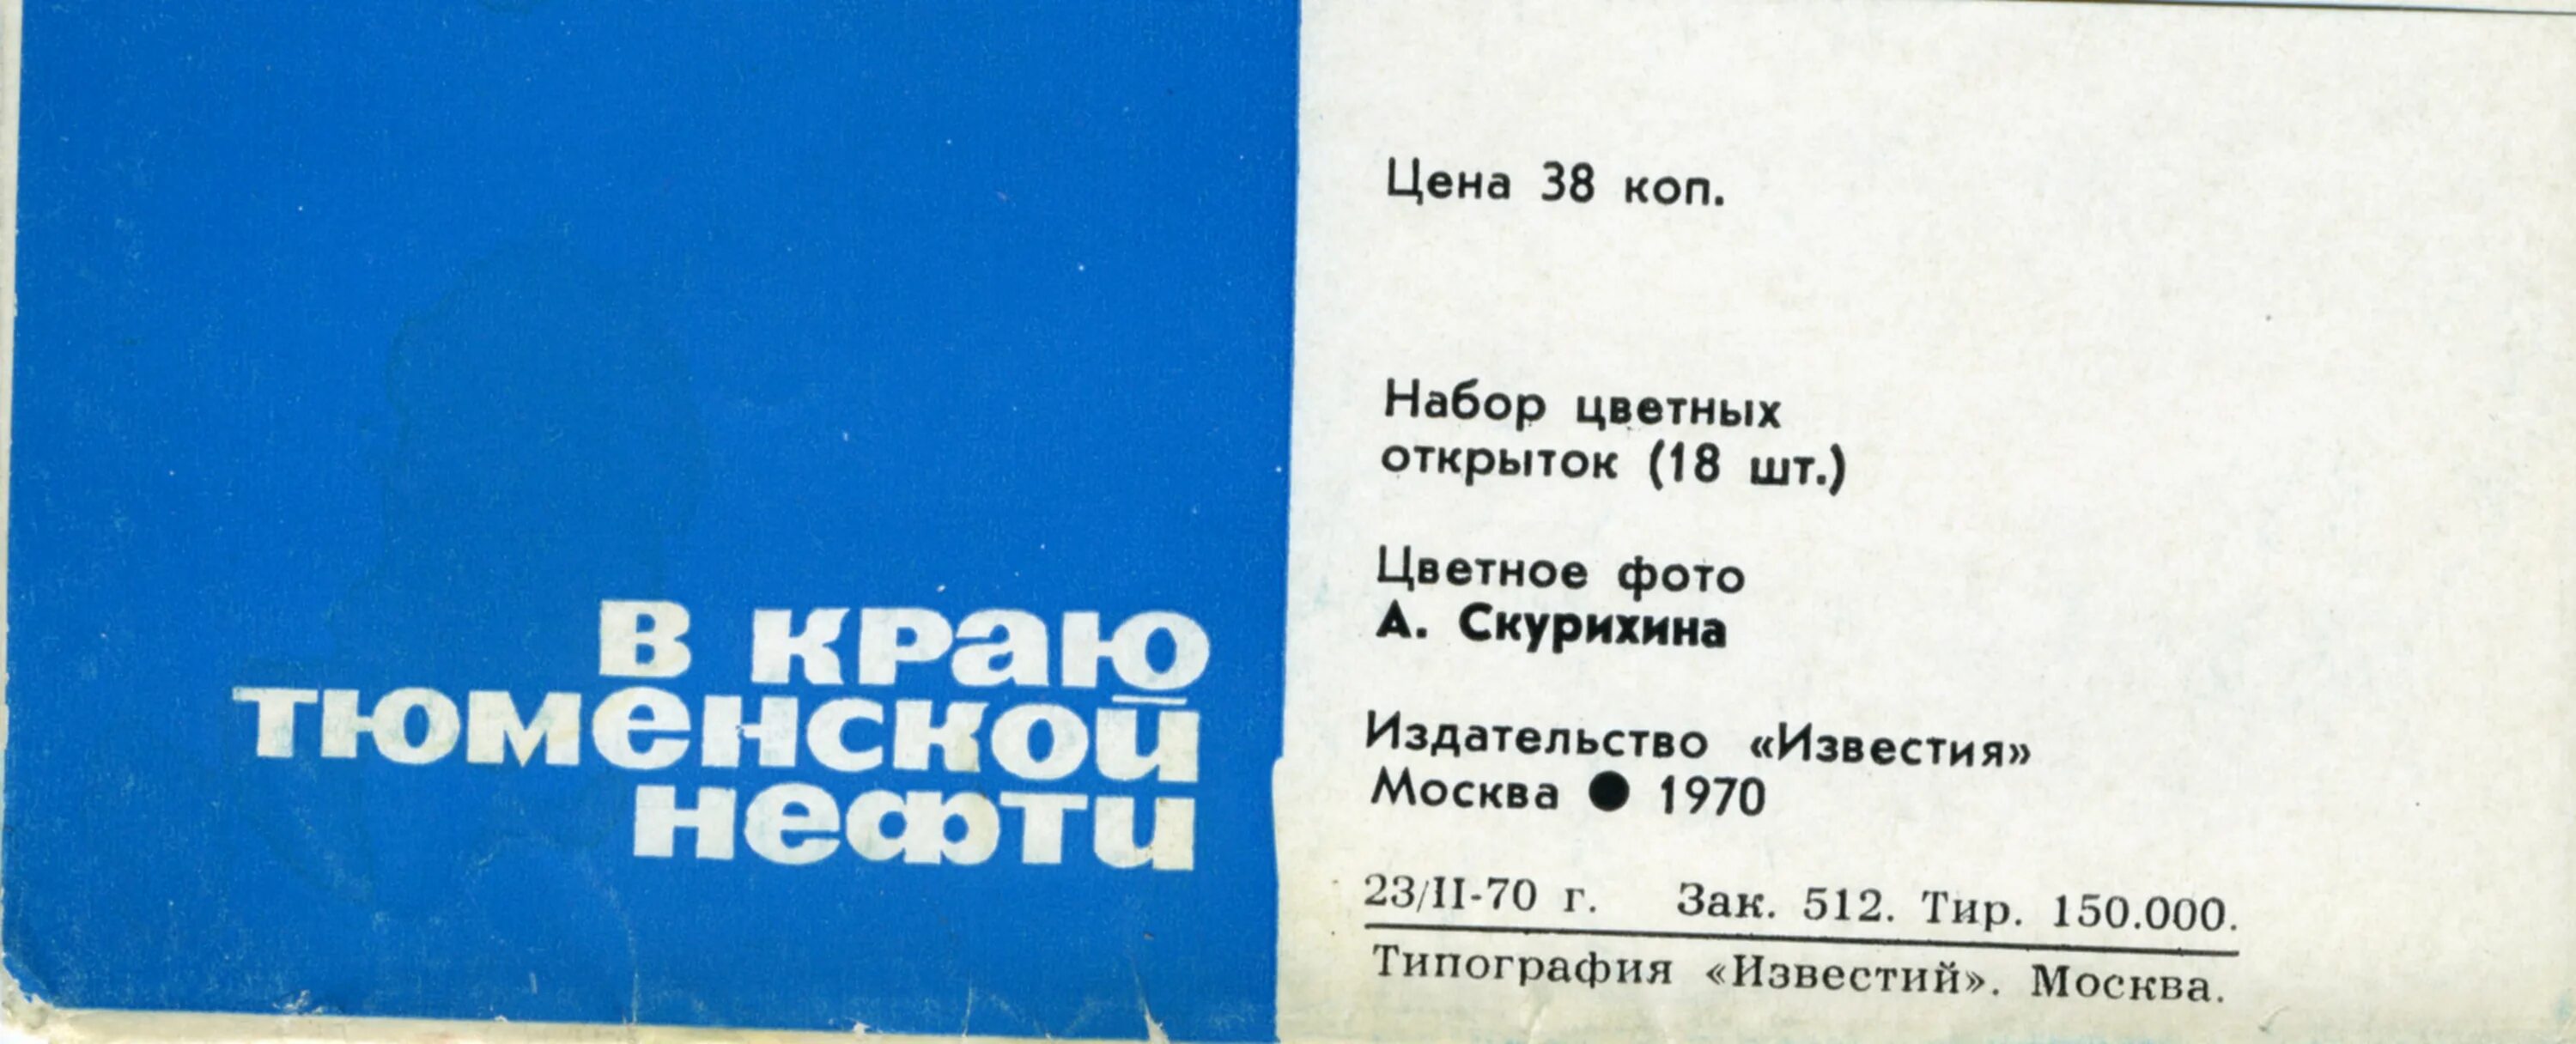 в краю
тюменской
нефти
Цена 38 коп.
Набор цветных
открыток (18 шт.)
Цветное фото
А. Скурихина
Издательство «Известия»
Москва ● 1970
23/II-70 г. Зак. 512. Тир. 150.000.
Типография «Известий». Москва.